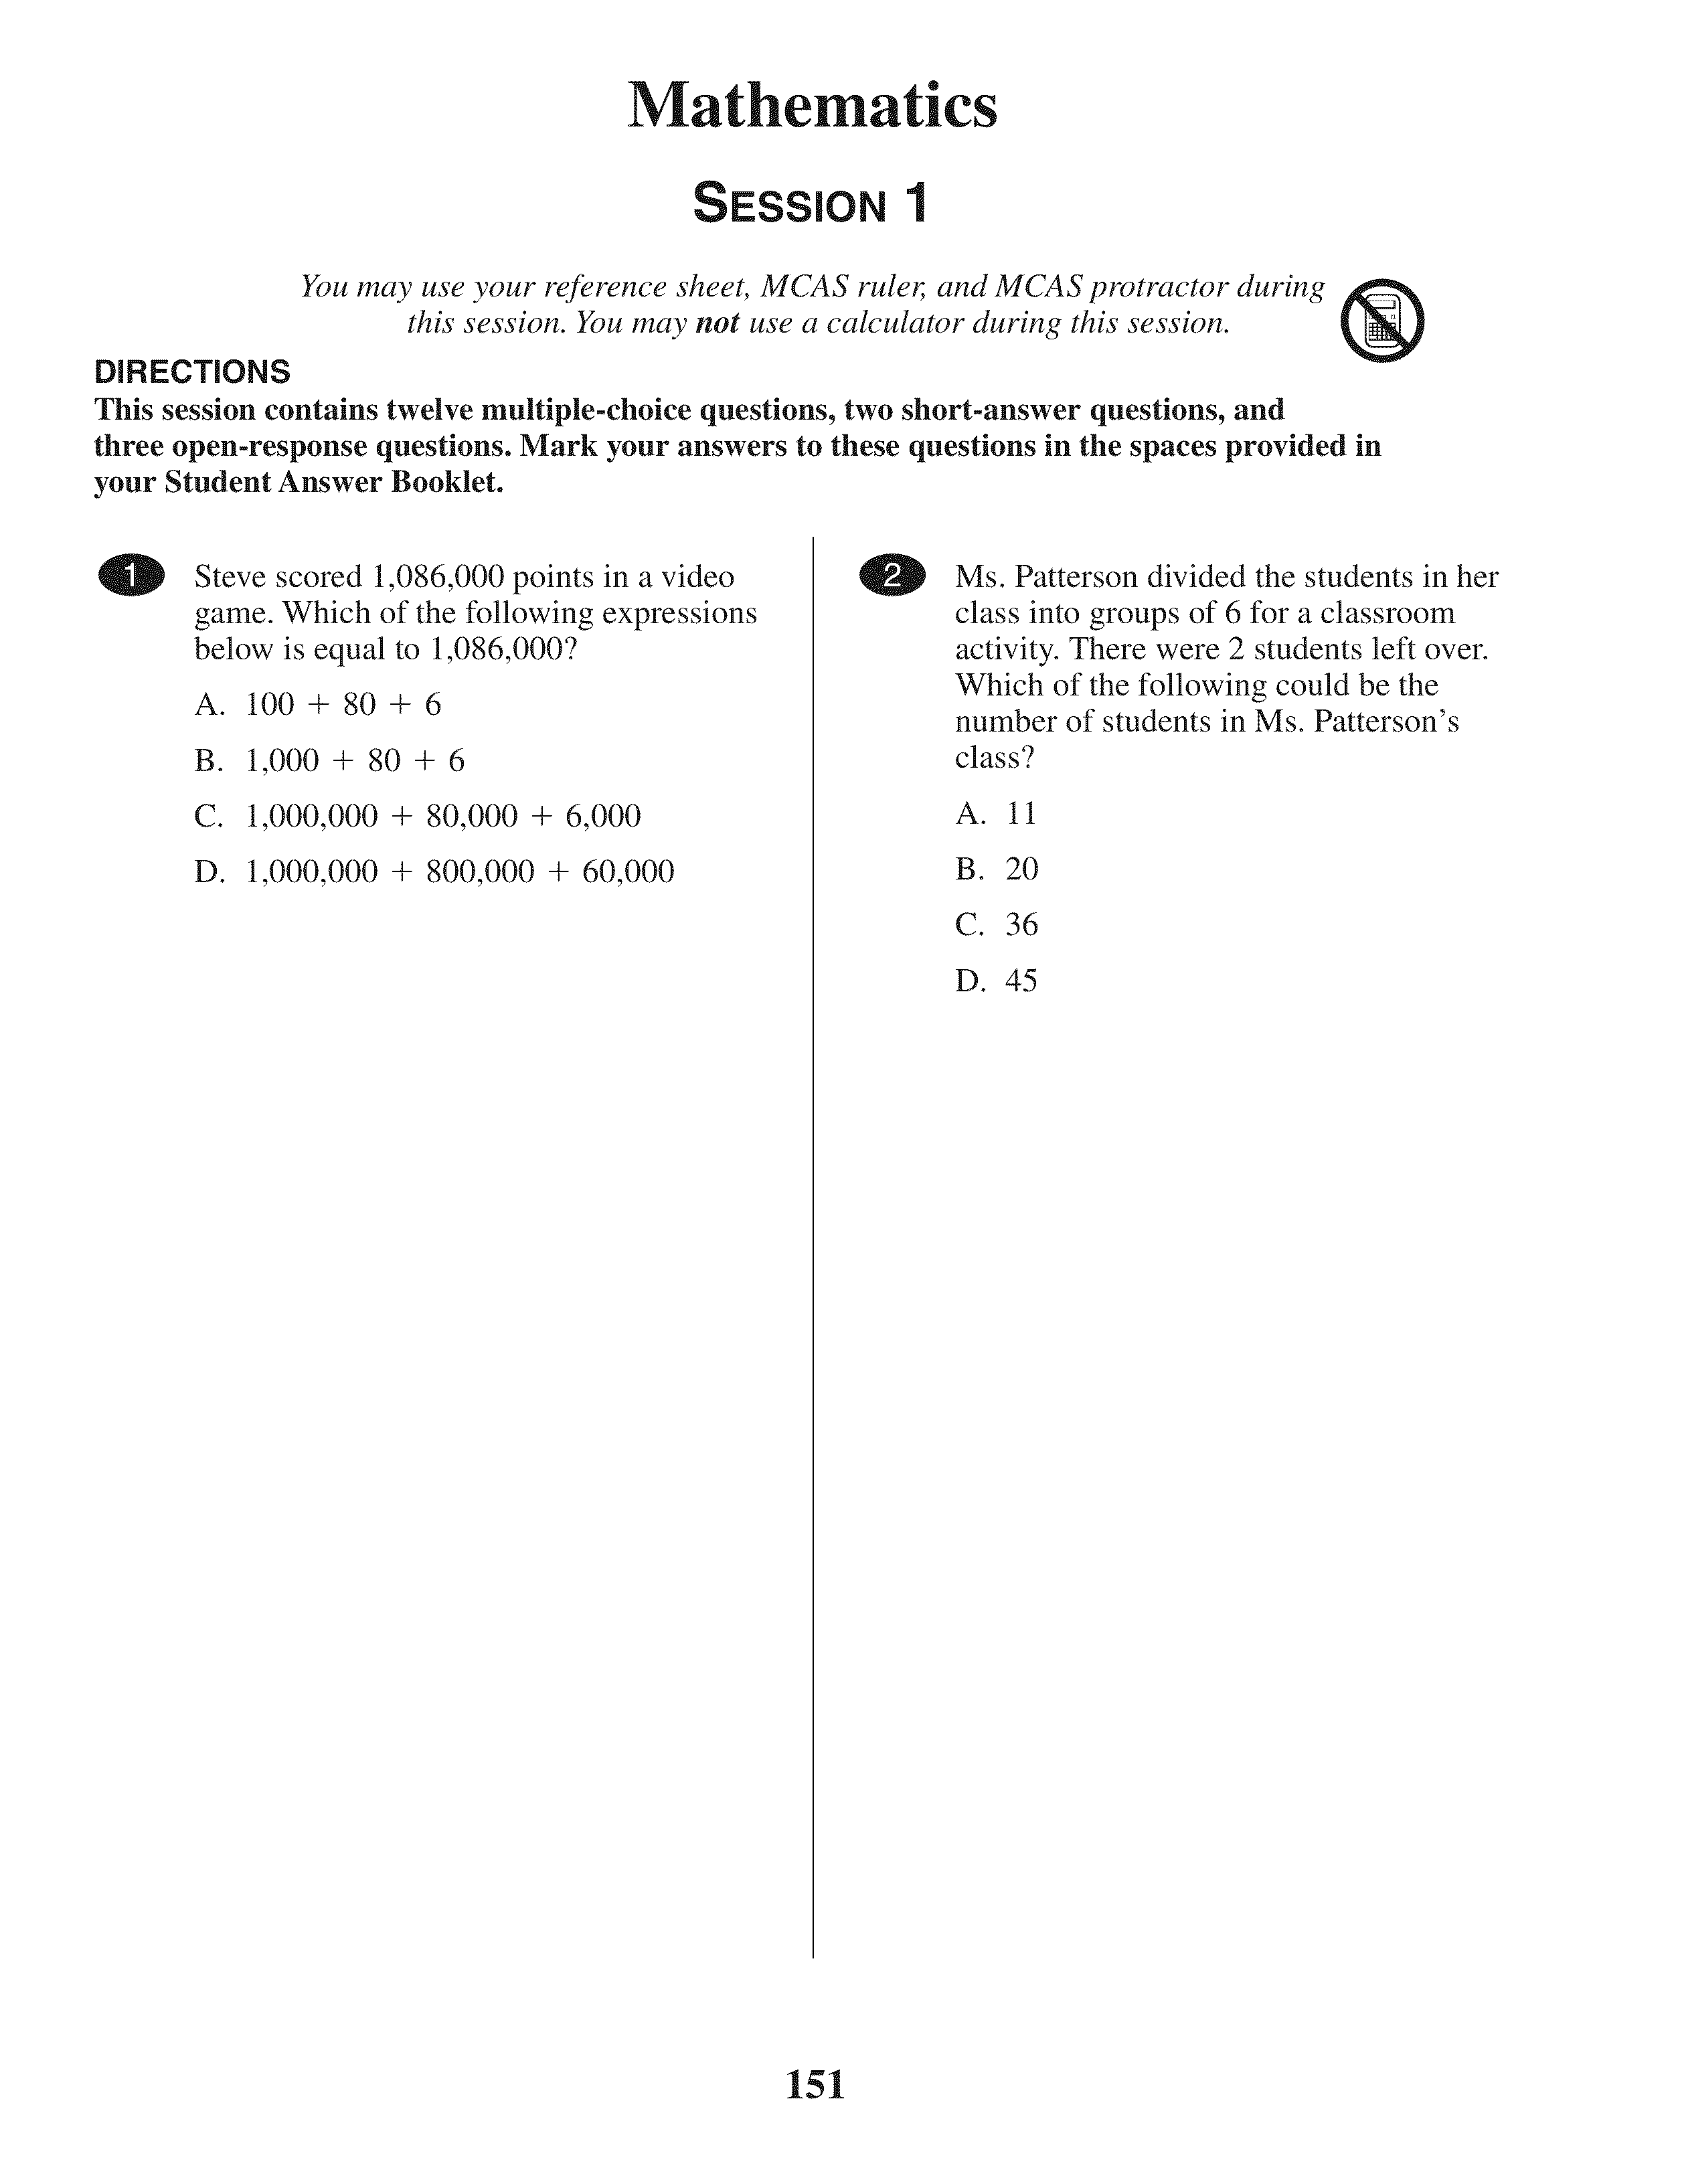 Mathematics
SESSION 1
You may use your reference sheet, MCAS ruler, and MCAS protractor during
this session. You may not use a calculator during this session.
DIRECTIONS
This session contains twelve multiple-choice questions, two short-answer questions, and
three open-response questions. Mark your answers to these questions in the spaces provided in
your Student Answer Booklet.
1 Steve scored 1,086,000 points in a video
game. Which of the following expressions
below is equal to 1,086,000?
A. 100 + 80 + 6
B. 1,000 + 80 + 6
C. 1,000,000 + 80,000 + 6,000
D. 1,000,000 + 800,000 + 60,000
2 Ms. Patterson divided the students in her
class into groups of 6 for a classroom
activity. There were 2 students left over.
Which of the following could be the
number of students in Ms. Patterson's
class?
A. 11
B. 20
C. 36
D. 45
151